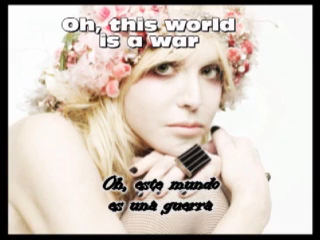 Oh, this world
is a war
Oh, este mundo
es una guerra